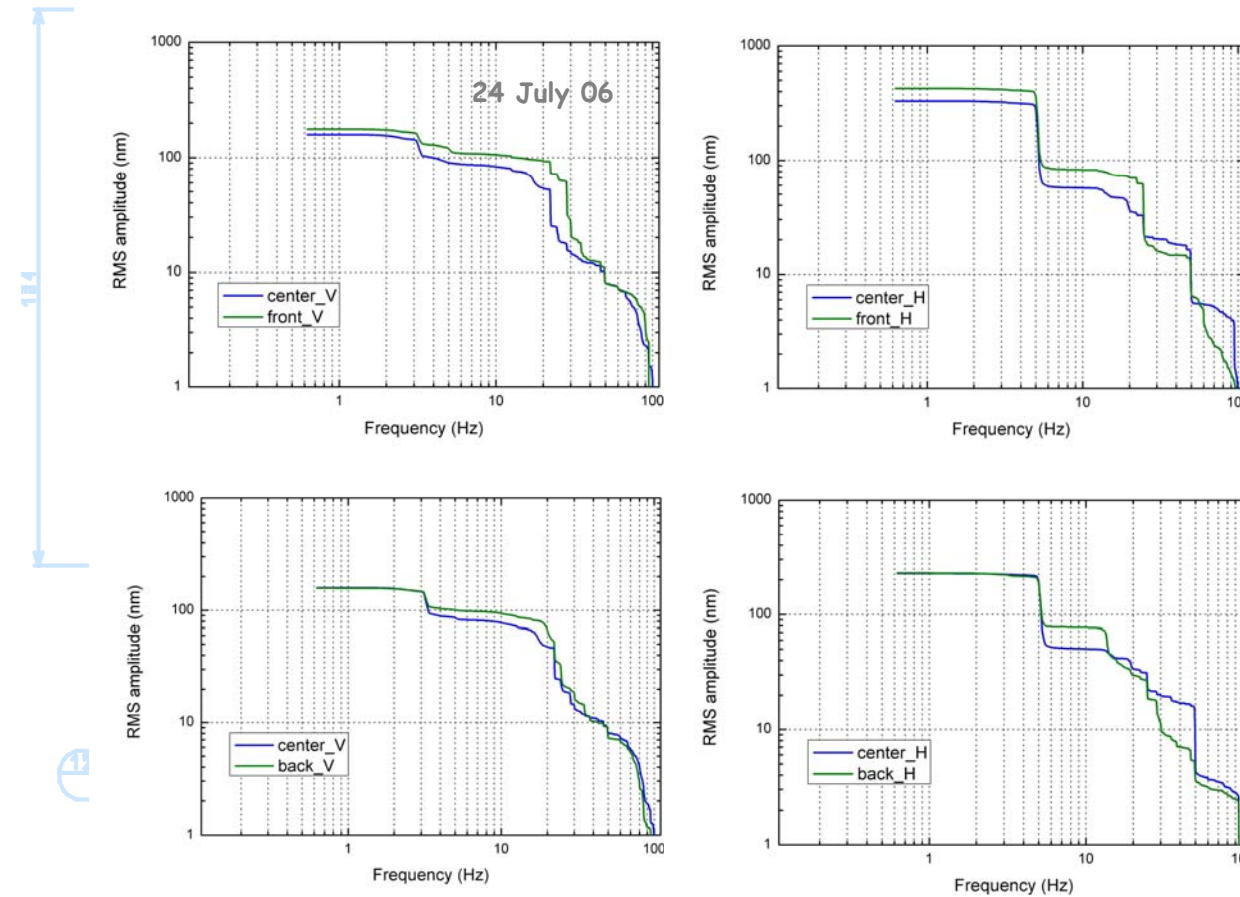 24 July 06
1000
100
10
1
RMS amplitude (nm)
center_V
front_V
1 10 100
Frequency (Hz)
1000
100
10
1
RMS amplitude (nm)
center_H
front_H
1 10
Frequency (Hz)
1000
100
10
1
RMS amplitude (nm)
center_V
back_V
1 10 100
Frequency (Hz)
1000
100
10
1
RMS amplitude (nm)
center_H
back_H
1 10
Frequency (Hz)